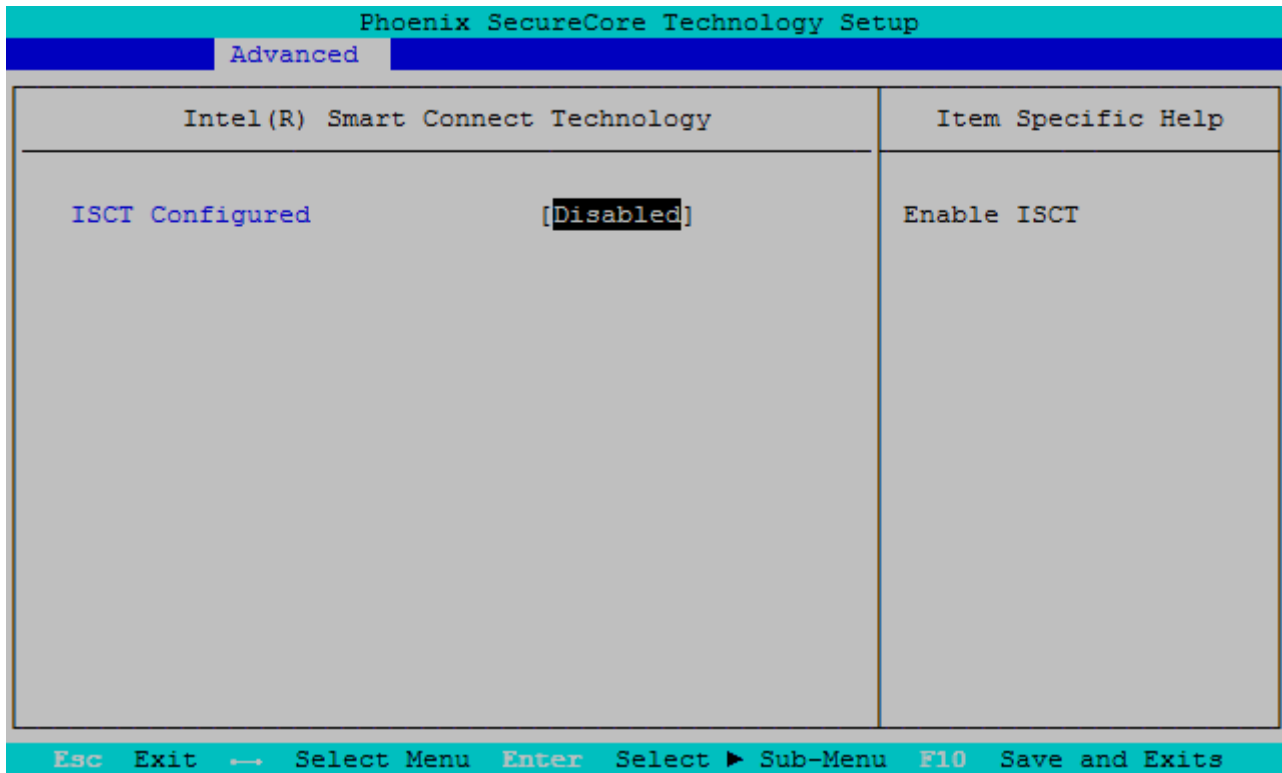 Phoenix SecureCore Technology Setup
Advanced
Intel(R) Smart Connect Technology
Item Specific Help
ISCT Configured [Disabled]
Enable ISCT
Esc Exit ↔ Select Menu Enter Select ▶ Sub-Menu F10 Save and Exits